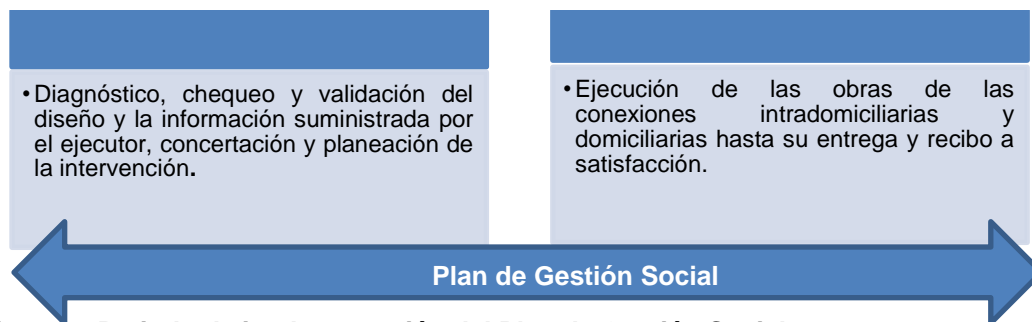 • Diagnóstico, chequeo y validación del
diseño y la información suministrada por
el ejecutor, concertación y planeación de
la intervención.
• Ejecución de las obras de las
conexiones intradomiciliarias y
domiciliarias hasta su entrega y recibo a
satisfacción.
Plan de Gestión Social